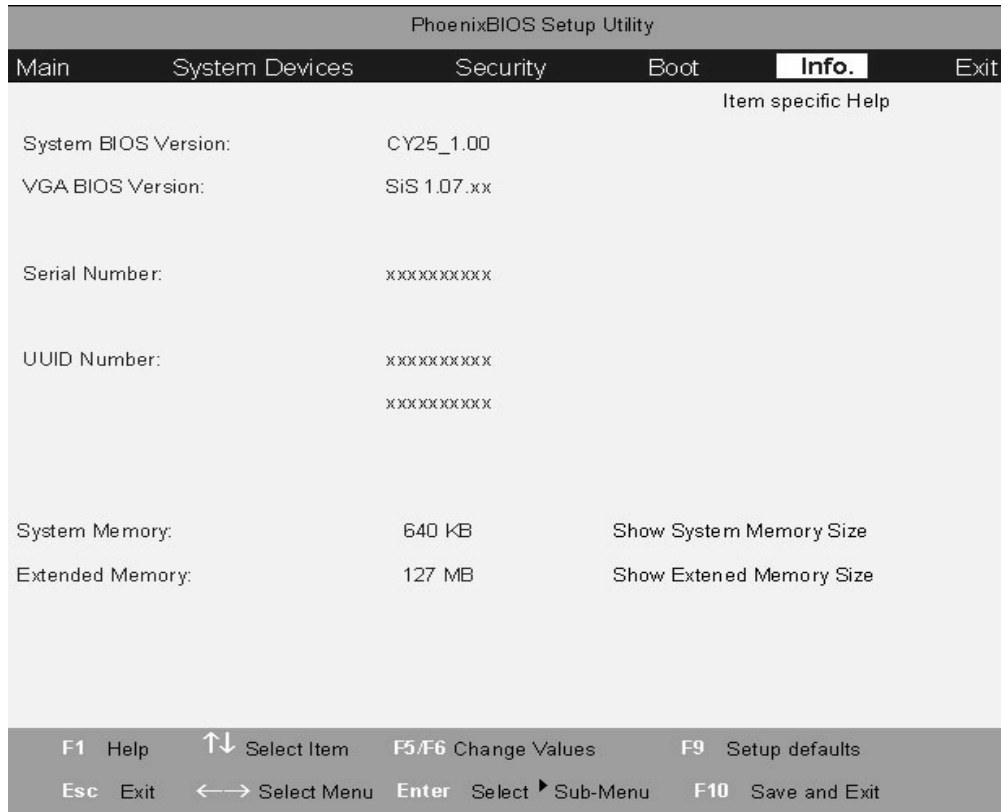 PhoenixBIOS Setup Utility
Main System Devices Security Boot Info. Exit
Item specific Help
System BIOS Version: CY25_1.00
VGA BIOS Version: SiS 1.07.xx
Serial Number: xxxxxxxxxx
UUID Number: xxxxxxxxxx
xxxxxxxxxx
System Memory: 640 KB Show System Memory Size
Extended Memory: 127 MB Show Extened Memory Size
F1 Help ↑↓ Select Item F5/F6 Change Values F9 Setup defaults
Esc Exit ←→ Select Menu Enter Select ▶ Sub-Menu F10 Save and Exit